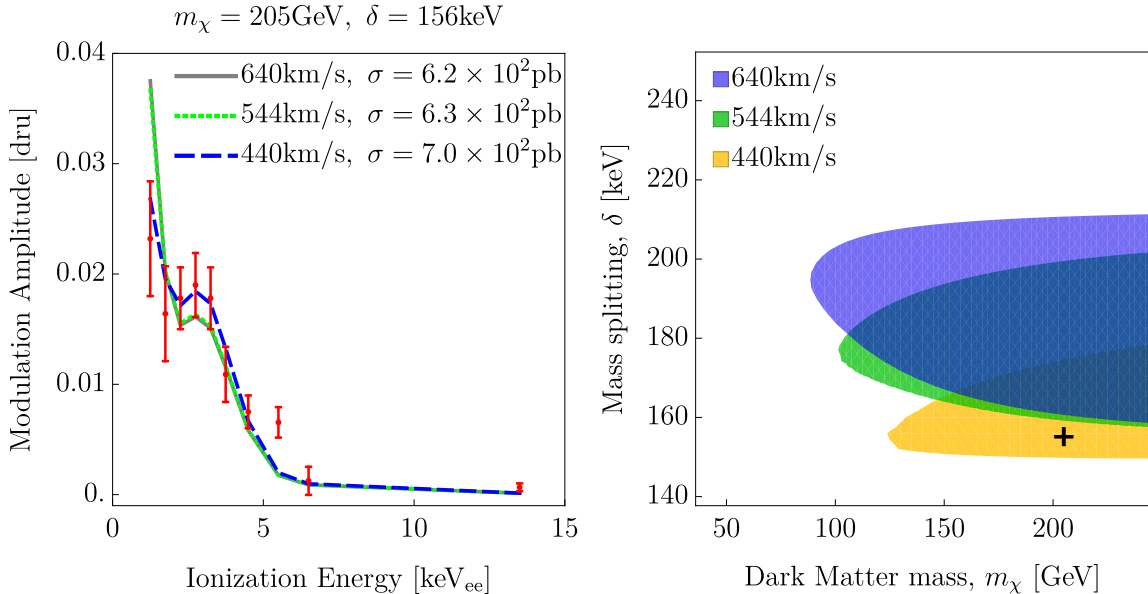 m_χ = 205GeV, δ = 156keV
Modulation Amplitude [dru]
0.04
0.03
0.02
0.01
0.
640km/s, σ = 6.2 × 10²pb
544km/s, σ = 6.3 × 10²pb
440km/s, σ = 7.0 × 10²pb
0 5 10 15
Ionization Energy [keV_ee]
Mass splitting, δ [keV]
240
220
200
180
160
140
640km/s
544km/s
440km/s
50 100 150 200
Dark Matter mass, m_χ [GeV]